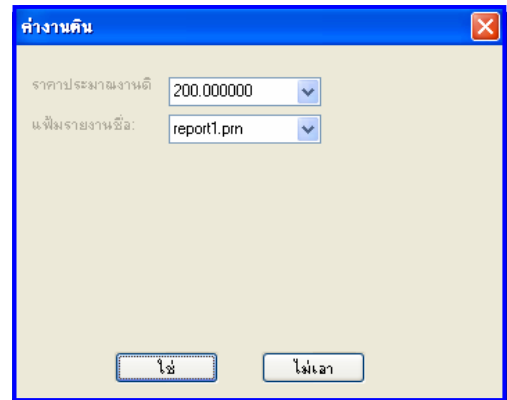 ค่างานดิน
ราคาประมาณงานดิ
200.000000
แฟ้มรายงานชื่อ:
report1.prn
ใช่
ไม่เอา